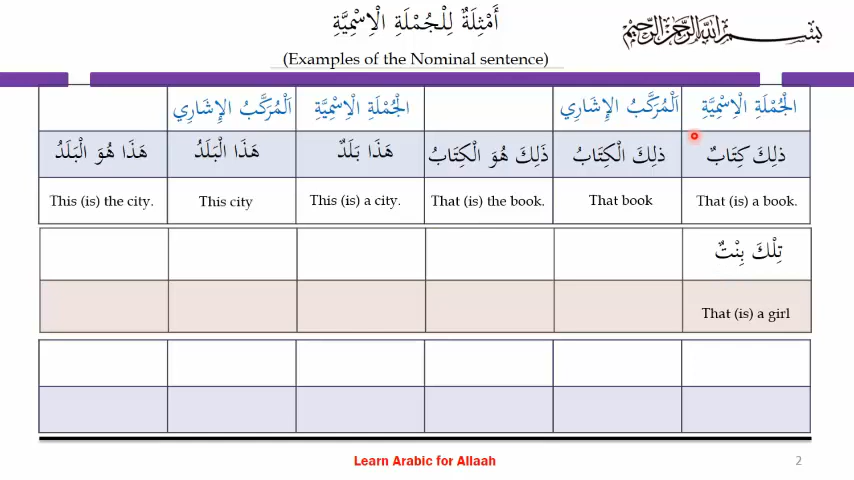 بِسْمِ اللَّهِ الرَّحْمَٰنِ الرَّحِيمِ
أَمْثِلَةٌ لِلْجُمْلَةِ الْاِسْمِيَّةِ
(Examples of the Nominal sentence)
الْجُمْلَةِ الْاِسْمِيَّةِ اَلْمُرَكَّبُ الإِشَارِي الْجُمْلَةِ الْاِسْمِيَّةِ اَلْمُرَكَّبُ الإِشَارِي
ذٰلِكَ كِتَابٌ ذٰلِكَ الْكِتَابُ ذَلِكَ هُوَ الْكِتَابُ هَذَا بَلَدٌ هَذَا الْبَلَدُ هَذَا هُوَ الْبَلَدُ
That (is) a book. That book That (is) the book. This (is) a city. This city This (is) the city.
تِلْكَ بِنْتٌ
That (is) a girl
Learn Arabic for Allaah
2